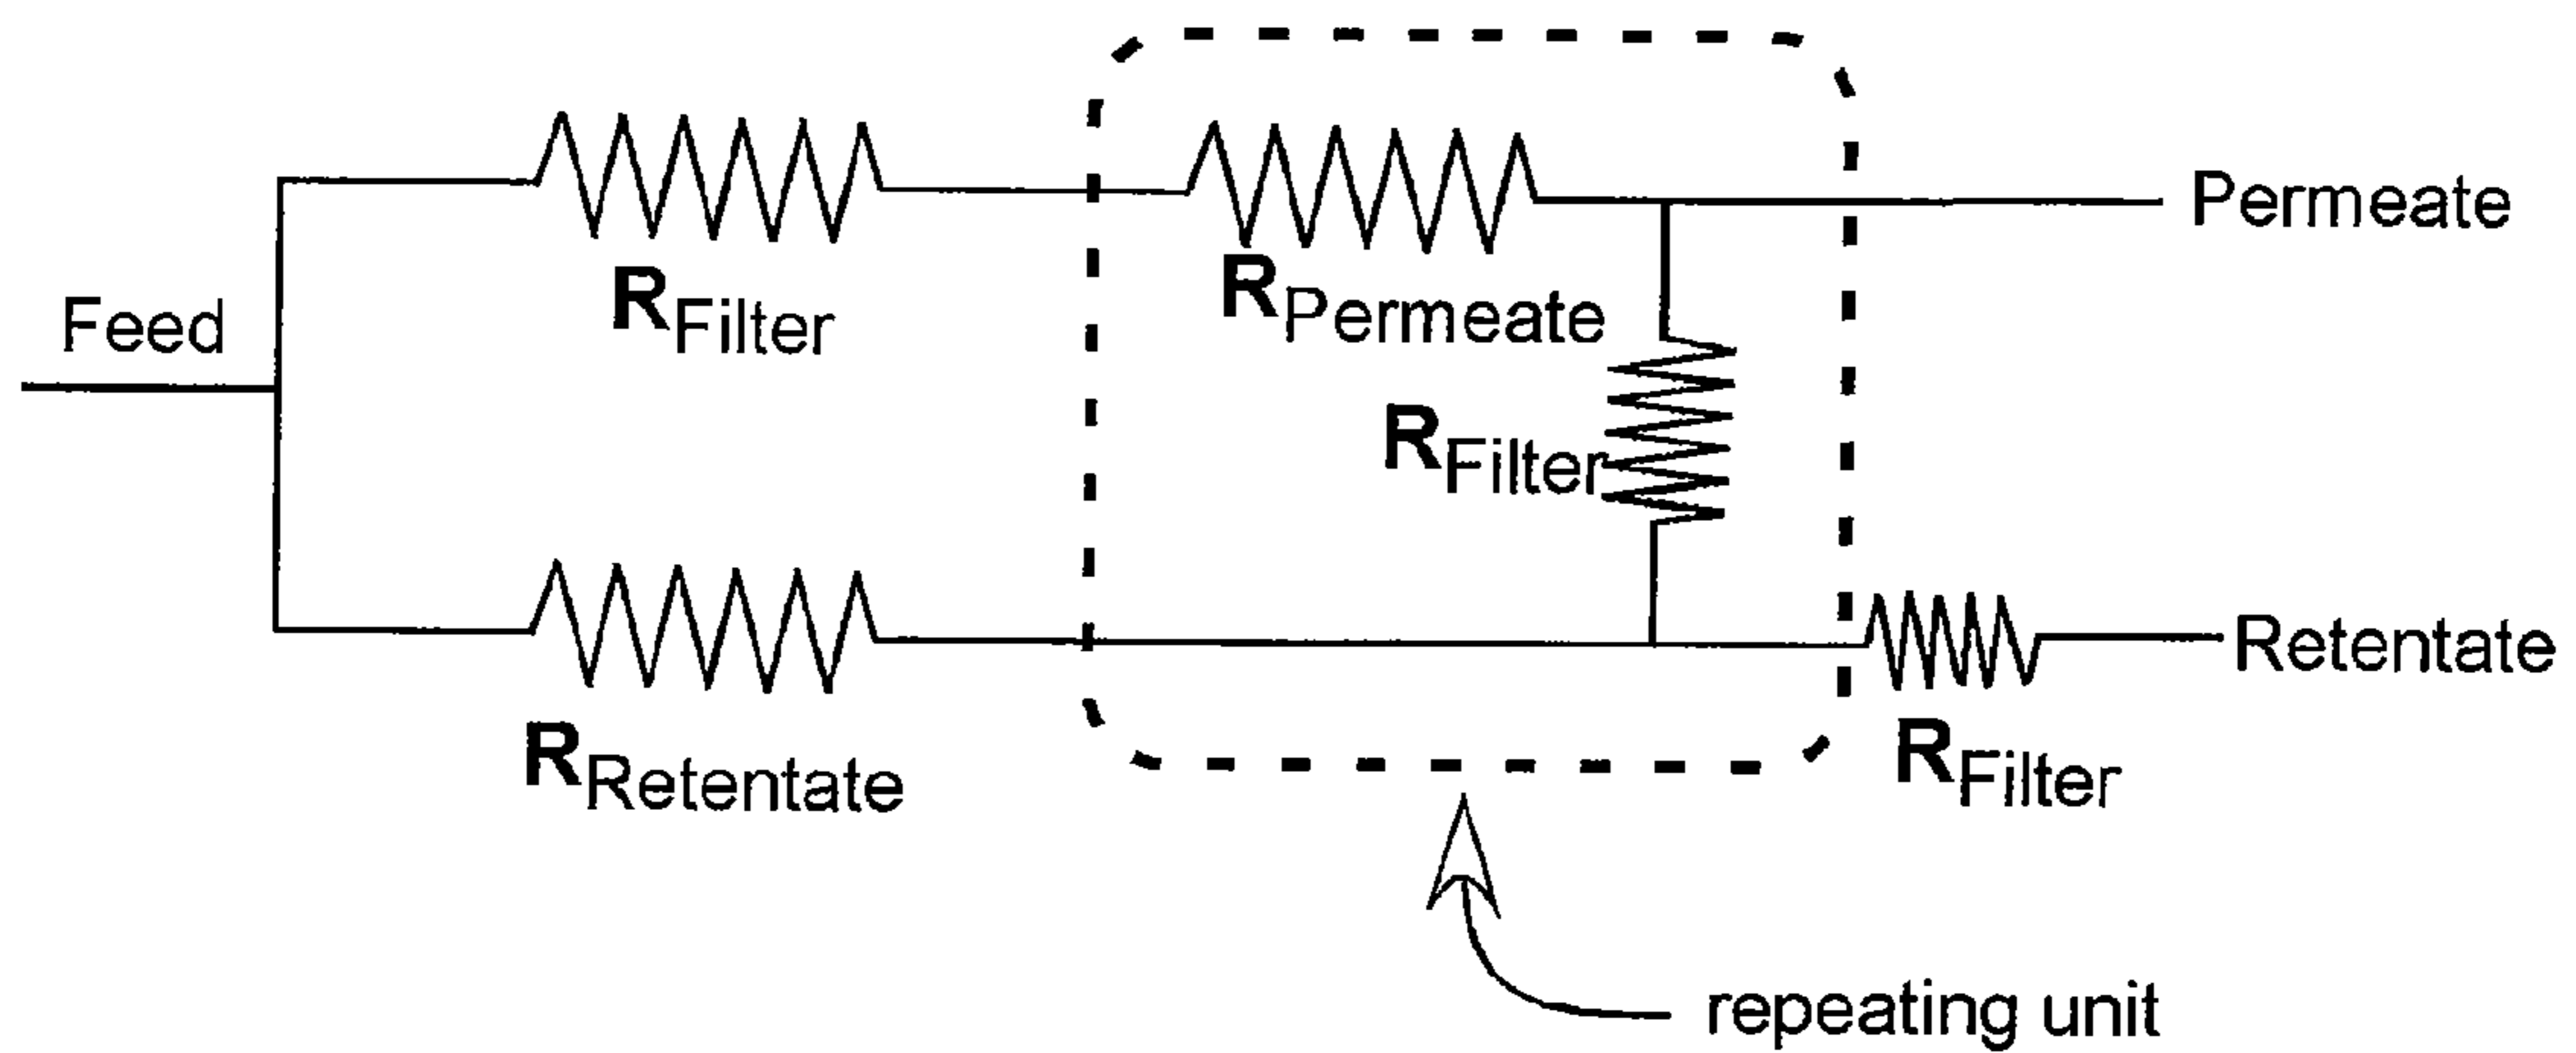 Feed
RFilter
RPermeate
Permeate
RFilter
RRetentate
Retentate
RFilter
repeating unit